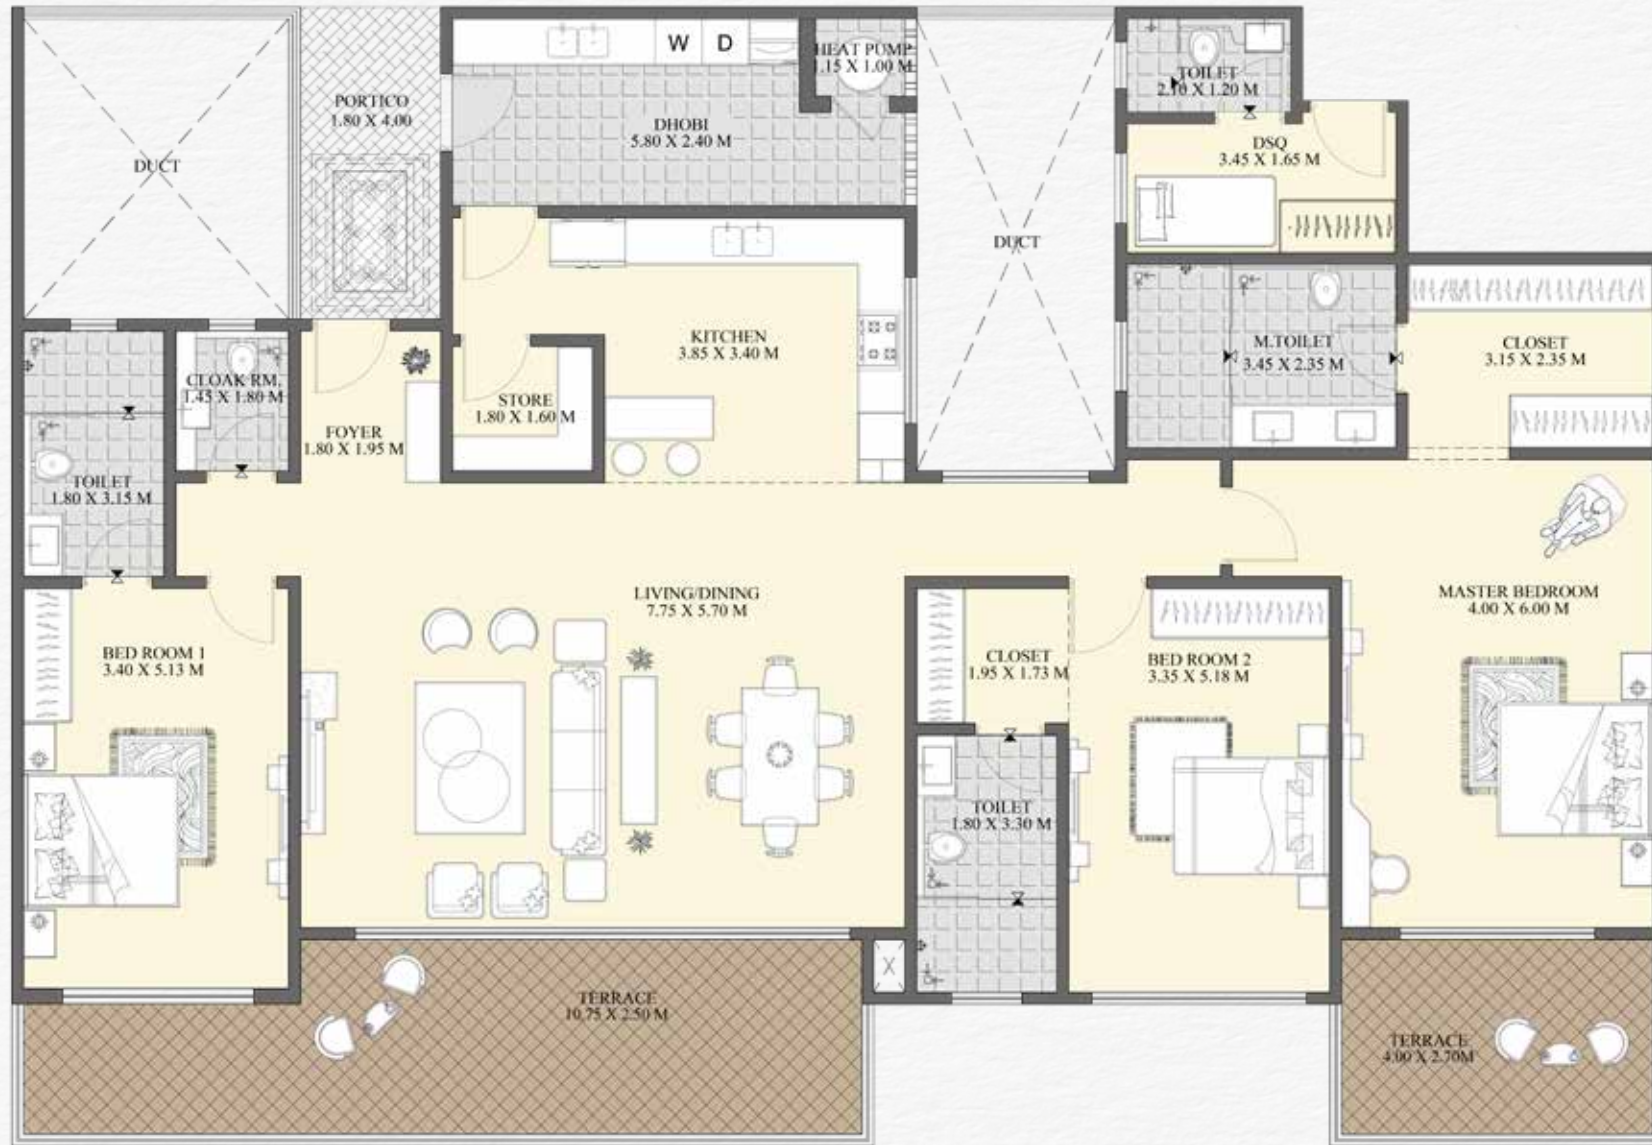 W
D
HEAT PUMP
1.15 X 1.00 M
TOILET
2.10 X 1.20 M
PORTICO
1.80 X 4.00
DHOBI
5.80 X 2.40 M
DSQ
3.45 X 1.65 M
DUCT
DUCT
KITCHEN
3.85 X 3.40 M
M.TOILET
3.45 X 2.35 M
CLOSET
3.15 X 2.35 M
CLOAK RM.
1.45 X 1.80 M
STORE
1.80 X 1.60 M
FOYER
1.80 X 1.95 M
TOILET
1.80 X 3.15 M
LIVING/DINING
7.75 X 5.70 M
MASTER BEDROOM
4.00 X 6.00 M
BED ROOM 1
3.40 X 5.13 M
CLOSET
1.95 X 1.73 M
BED ROOM 2
3.35 X 5.18 M
TOILET
1.80 X 3.30 M
X
TERRACE
10.75 X 2.50 M
TERRACE
4.00 X 2.70M